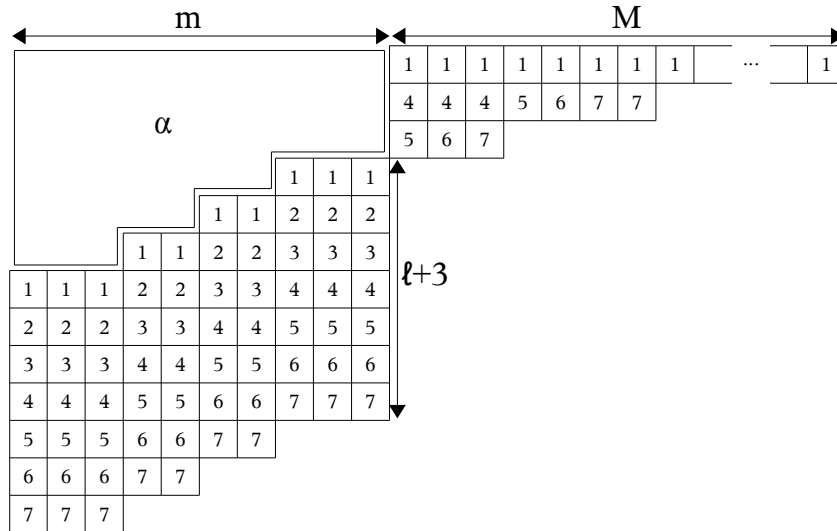 m M
1 1 1 1 1 1 1 1 ... 1
α 4 4 4 5 6 7 7
5 6 7
1 1 1
1 1 2 2 2
1 1 2 2 3 3 3
1 1 1 2 2 3 3 4 4 4 ℓ+3
2 2 2 3 3 4 4 5 5 5
3 3 3 4 4 5 5 6 6 6
4 4 4 5 5 6 6 7 7 7
5 5 5 6 6 7 7
6 6 6 7 7
7 7 7